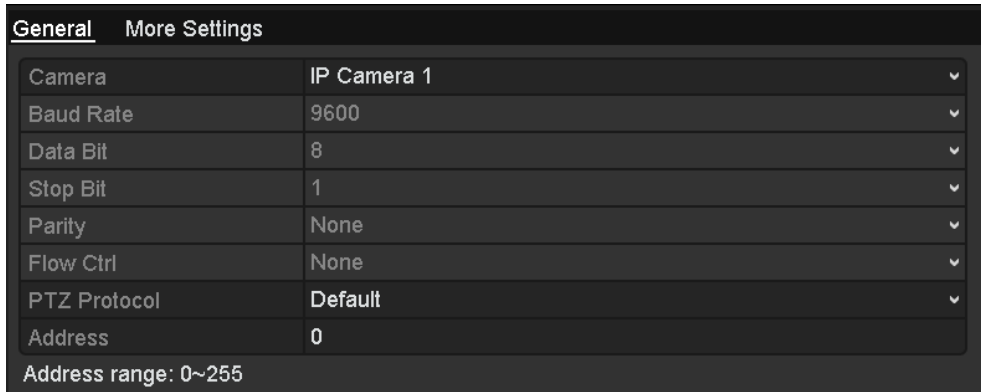 General More Settings
Camera IP Camera 1
Baud Rate 9600
Data Bit 8
Stop Bit 1
Parity None
Flow Ctrl None
PTZ Protocol Default
Address 0
Address range: 0~255